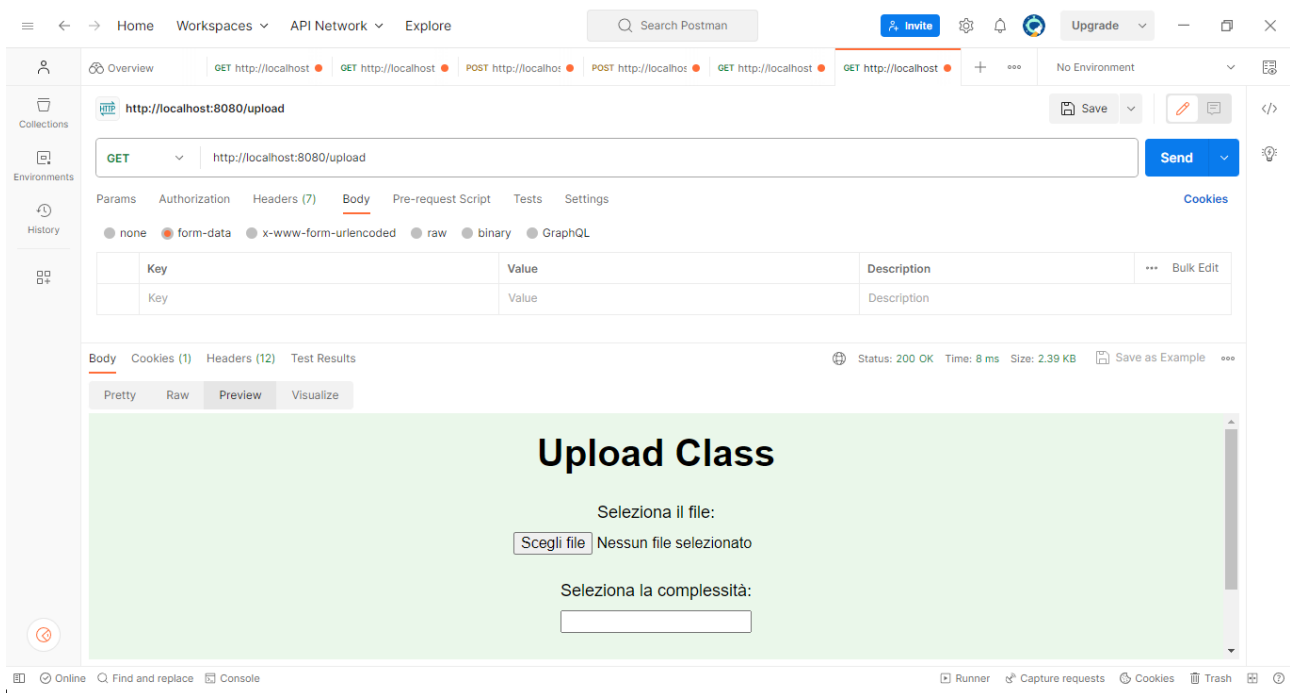 Home Workspaces API Network Explore Search Postman Invite Upgrade
Overview GET http://localhost GET http://localhost POST http://localhos POST http://localhos GET http://localhost GET http://localhost No Environment
HTTP http://localhost:8080/upload Save
Collections
GET http://localhost:8080/upload Send
Environments
Params Authorization Headers (7) Body Pre-request Script Tests Settings Cookies
History
none form-data x-www-form-urlencoded raw binary GraphQL
Key Value Description Bulk Edit
Key Value Description
Body Cookies (1) Headers (12) Test Results Status: 200 OK Time: 8 ms Size: 2.39 KB Save as Example
Pretty Raw Preview Visualize
Upload Class
Seleziona il file:
Scegli file Nessun file selezionato
Seleziona la complessità:
Online Find and replace Console Runner Capture requests Cookies Trash